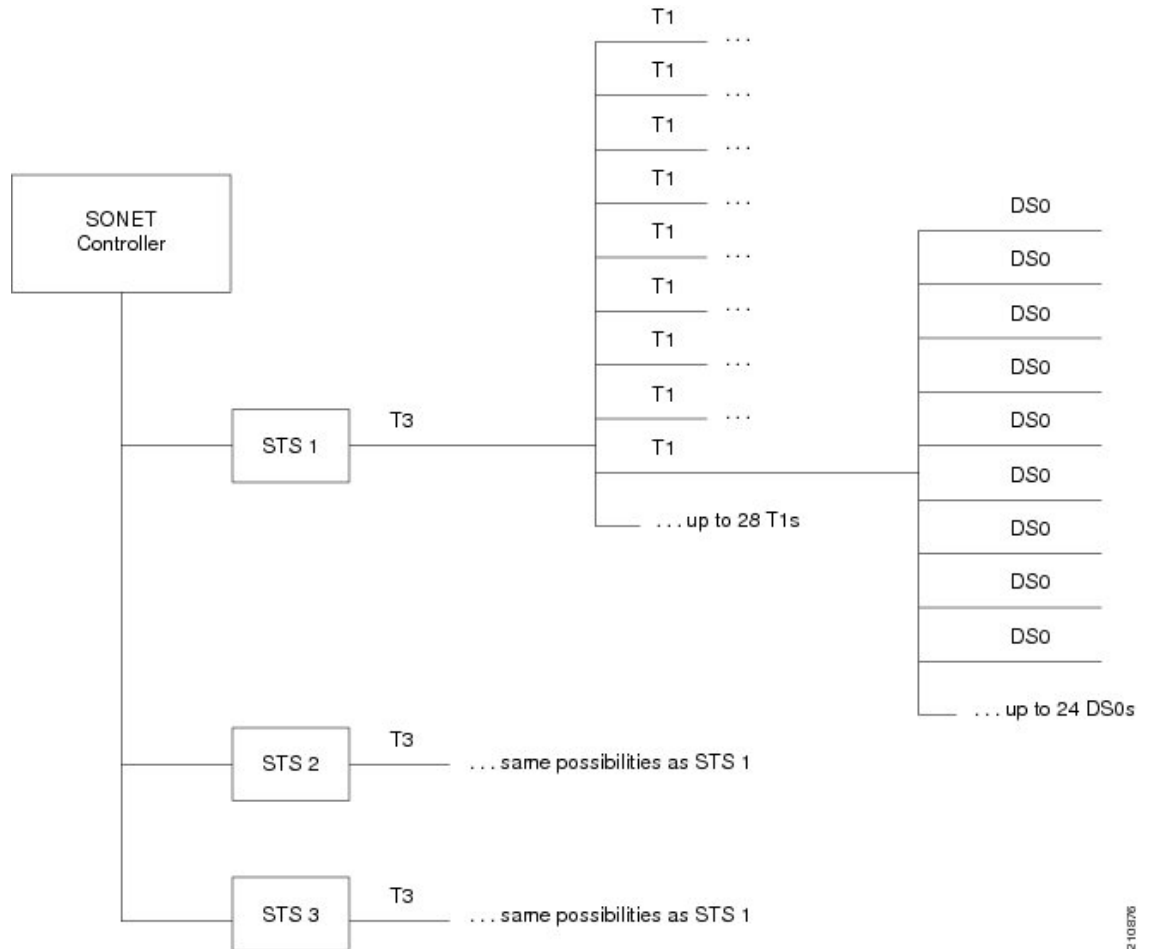 T1
...
T1
...
T1
...
T1
...
T1
...
T1
...
T1
...
T1
...
T1
... up to 28 T1s
SONET
Controller
STS 1
T3
DS0
DS0
DS0
DS0
DS0
DS0
DS0
DS0
DS0
... up to 24 DS0s
STS 2
T3
... same possibilities as STS 1
STS 3
T3
... same possibilities as STS 1
210876